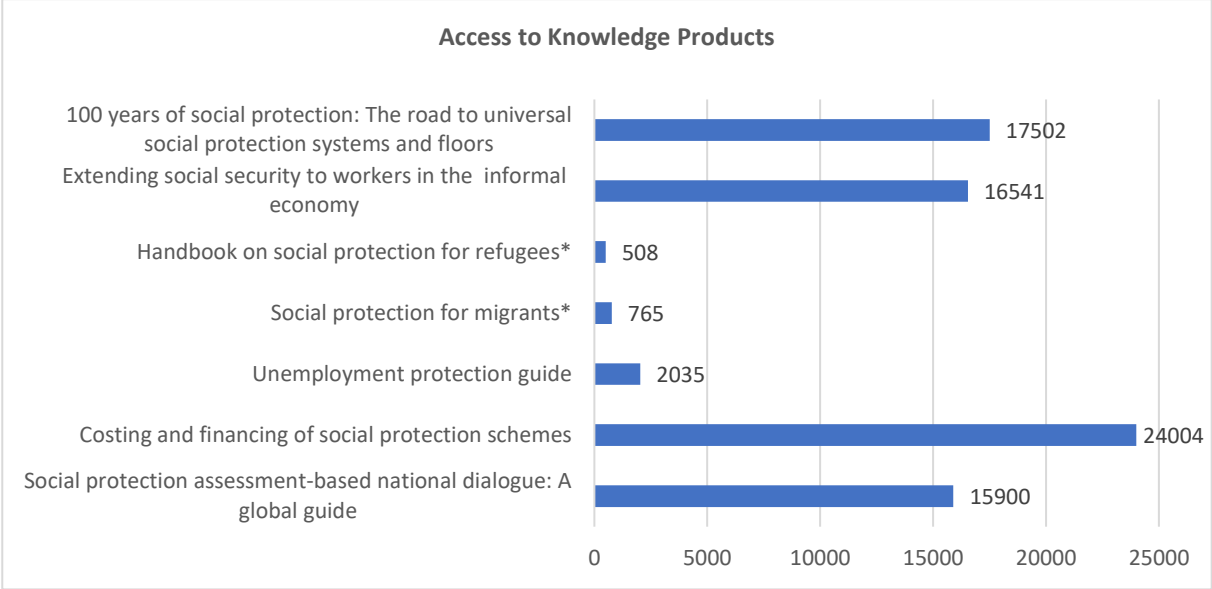 Access to Knowledge Products
100 years of social protection: The road to universal
social protection systems and floors
17502
Extending social security to workers in the  informal
economy
16541
Handbook on social protection for refugees*
508
Social protection for migrants*
765
Unemployment protection guide
2035
Costing and financing of social protection schemes
24004
Social protection assessment-based national dialogue: A
global guide
15900
0 5000 10000 15000 20000 25000